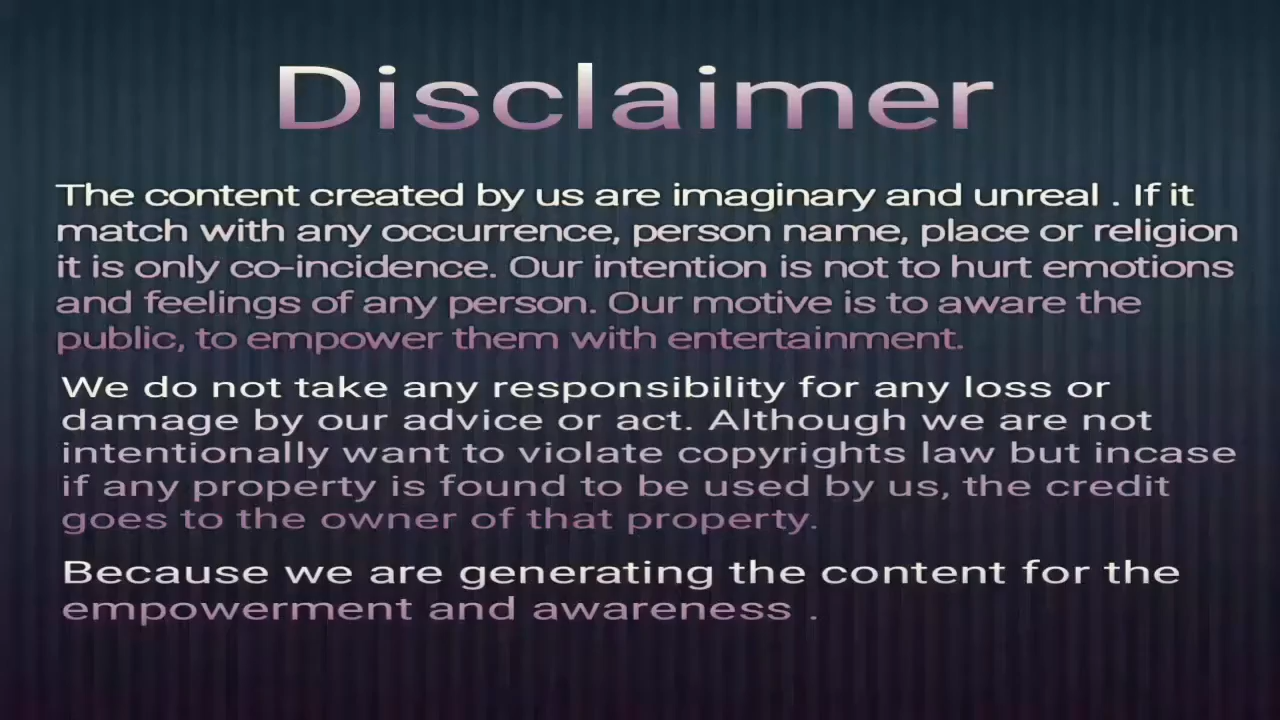 Disclaimer
The content created by us are imaginary and unreal . If it
match with any occurrence, person name, place or religion
it is only co-incidence. Our intention is not to hurt emotions
and feelings of any person. Our motive is to aware the
public, to empower them with entertainment.
We do not take any responsibility for any loss or
damage by our advice or act. Although we are not
intentionally want to violate copyrights law but incase
if any property is found to be used by us, the credit
goes to the owner of that property.
Because we are generating the content for the
empowerment and awareness .